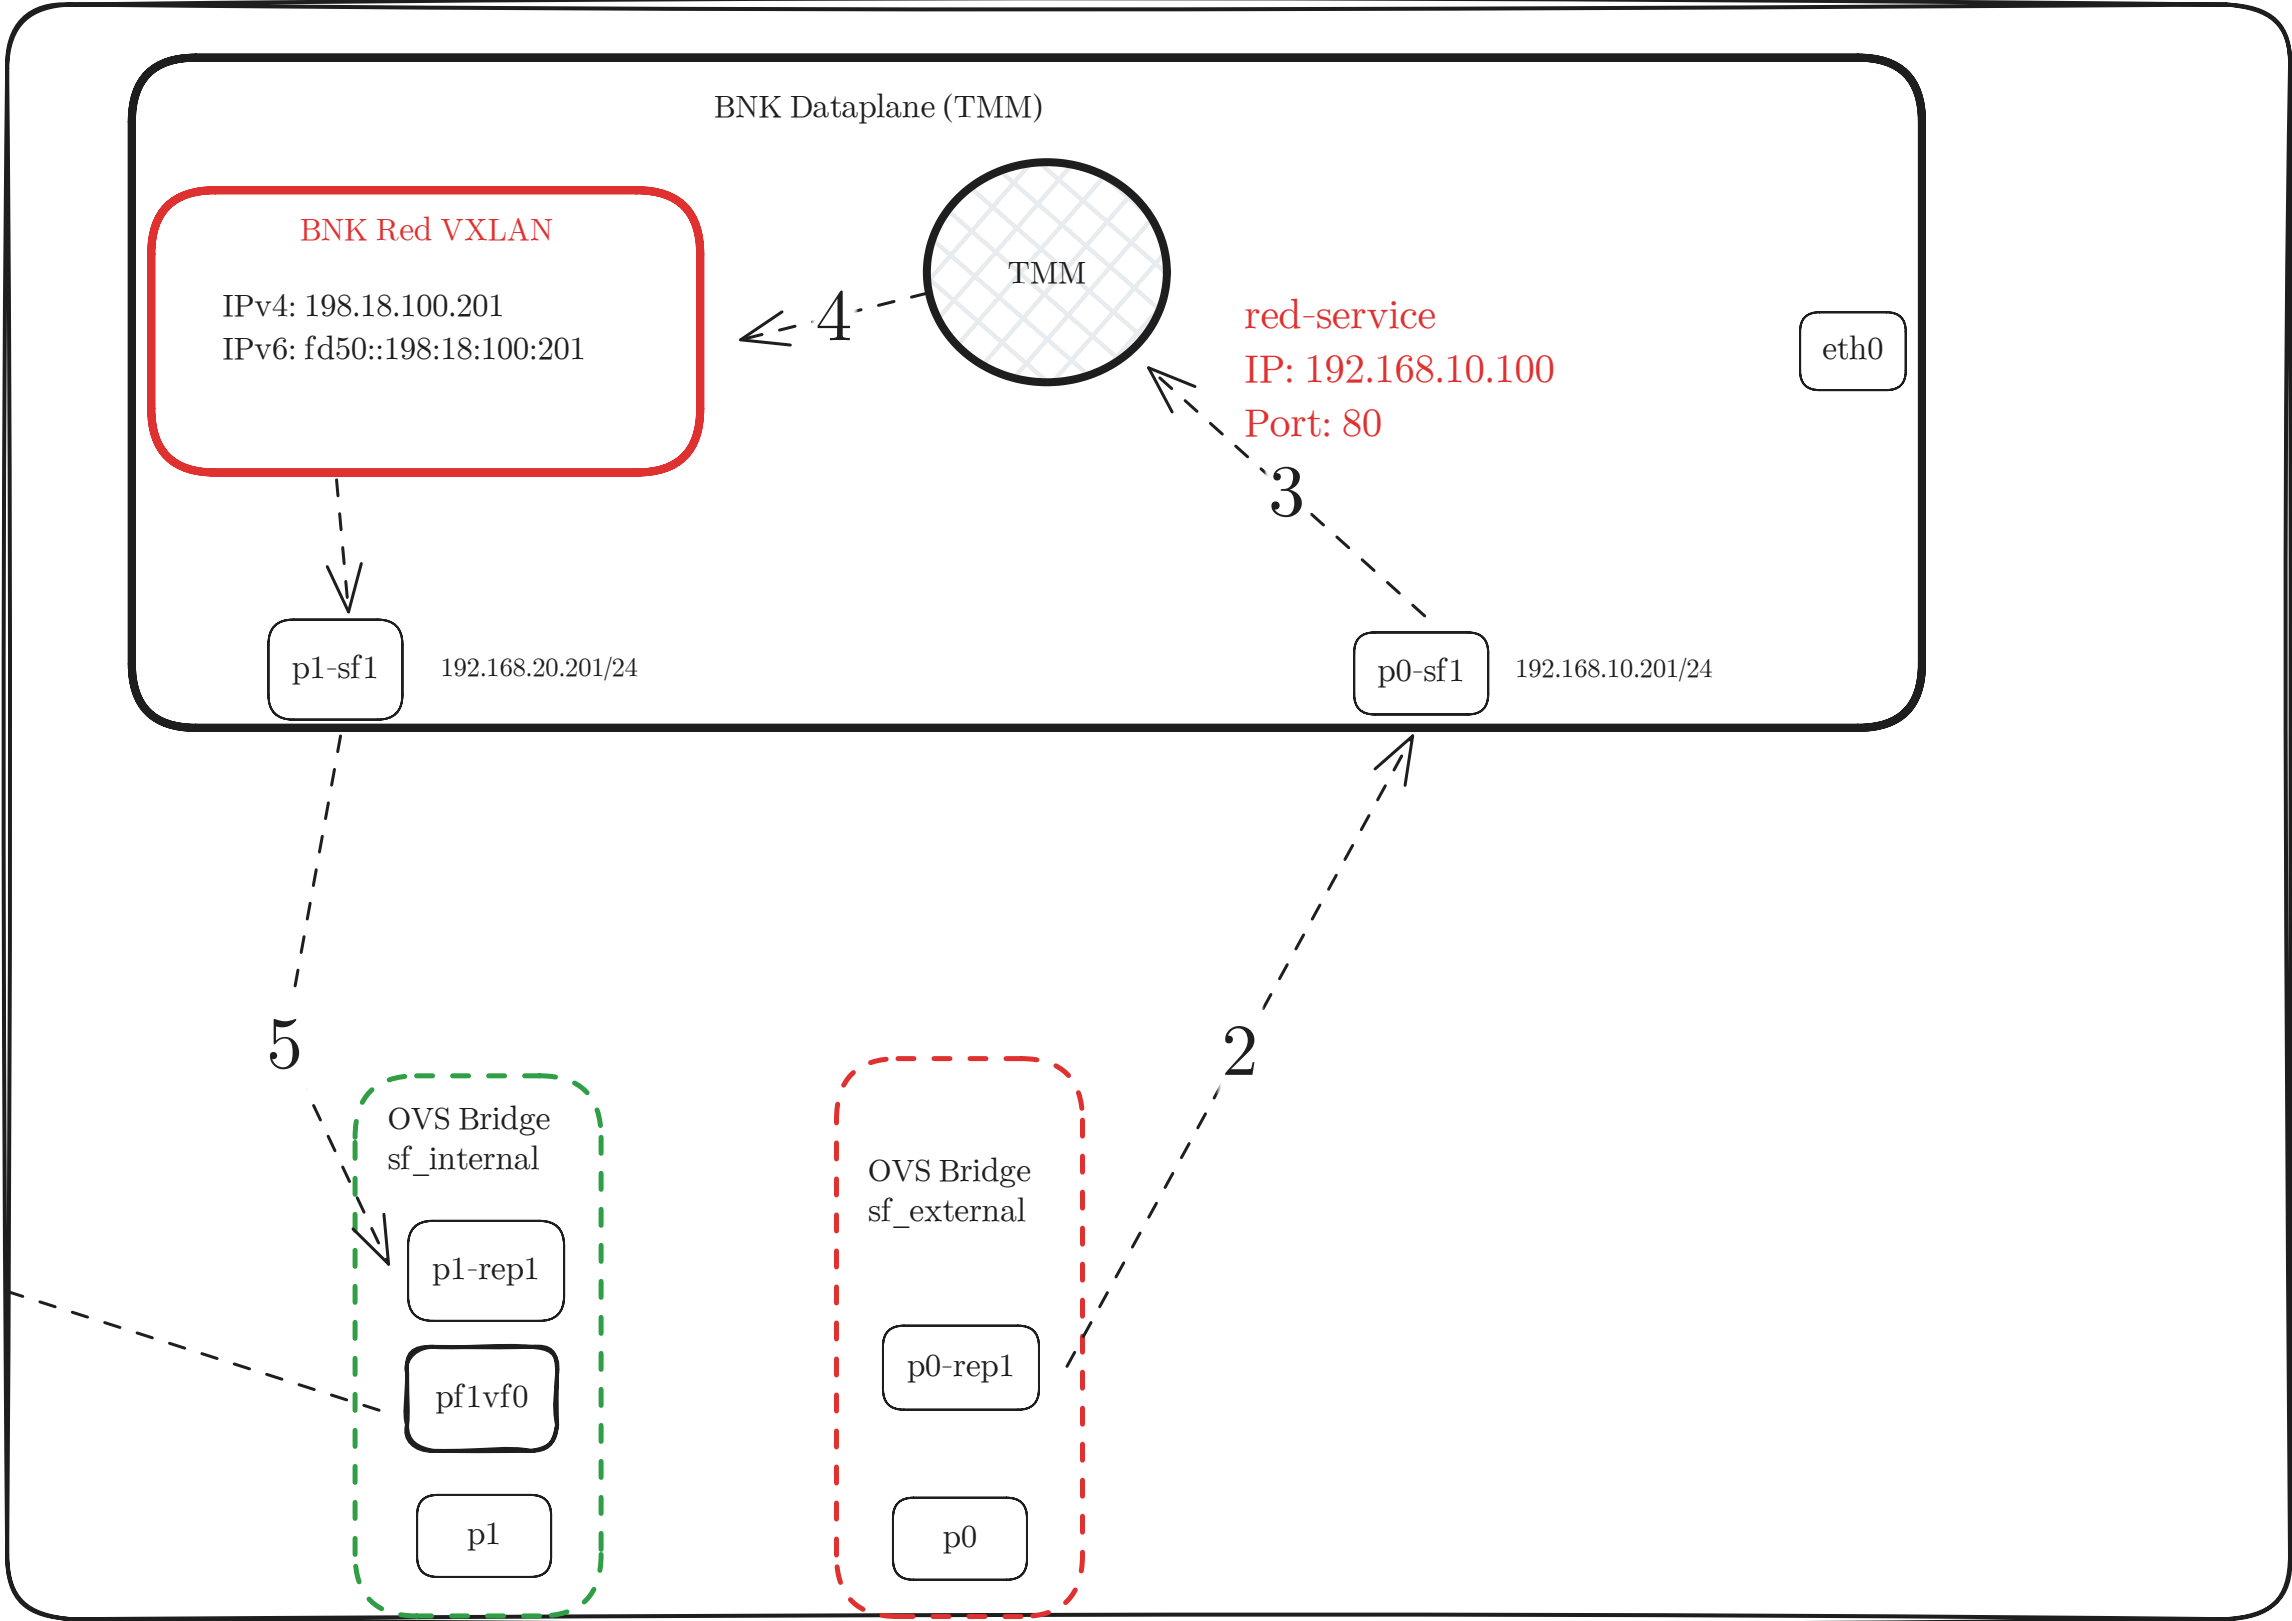 BNK Dataplane (TMM)
BNK Red VXLAN
IPv4: 198.18.100.201
IPv6: fd50::198:18:100:201
4
TMM
red-service
IP: 192.168.10.100
Port: 80
eth0
3
p1-sf1
192.168.20.201/24
p0-sf1
192.168.10.201/24
5
2
OVS Bridge
sf_internal
p1-rep1
pf1vf0
p1
OVS Bridge
sf_external
p0-rep1
p0